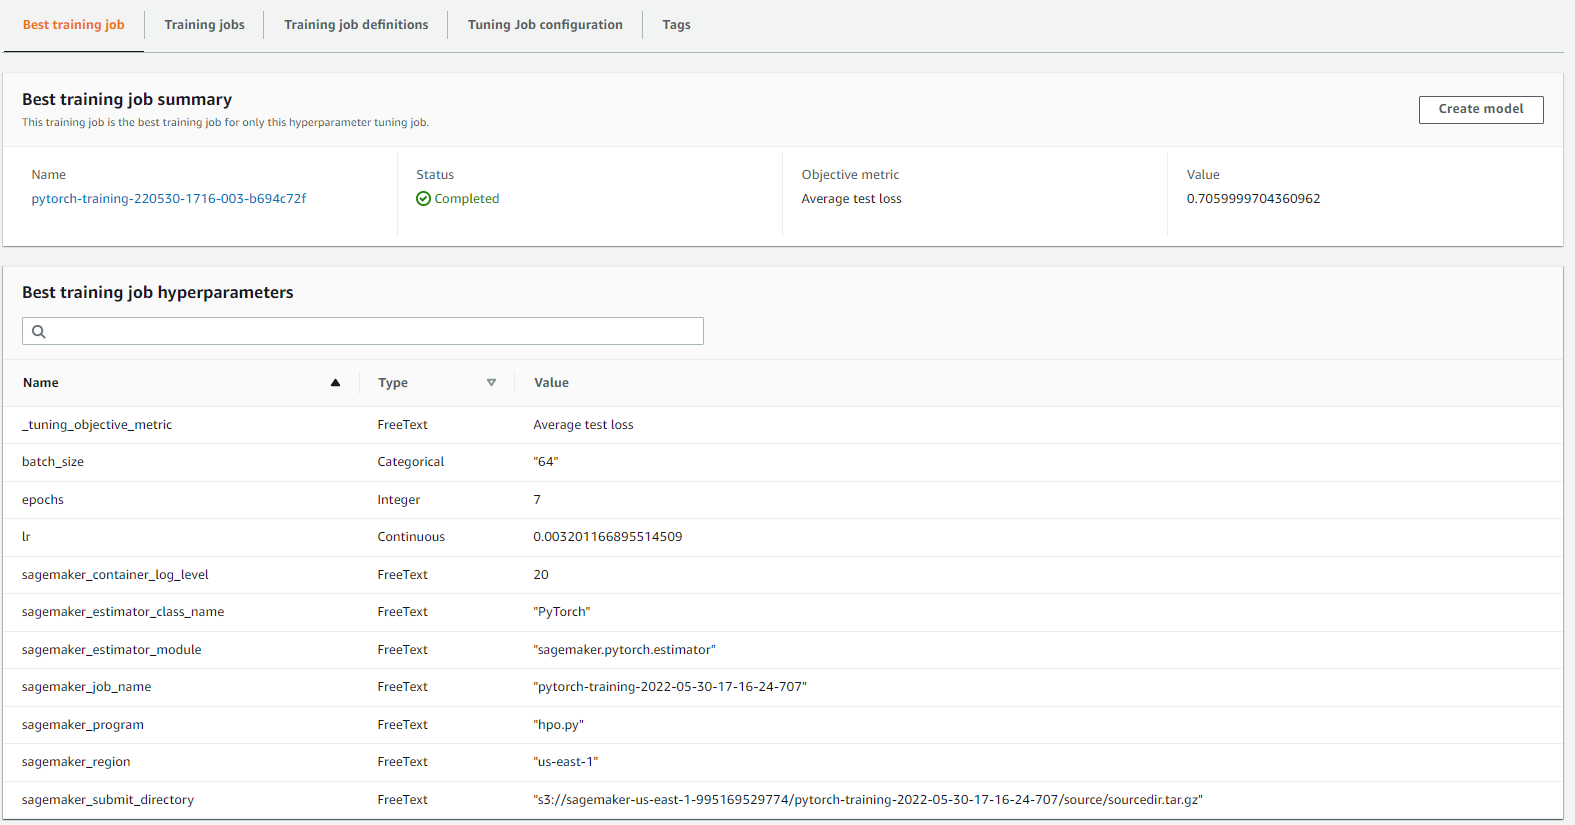 Best training job Training jobs Training job definitions Tuning Job configuration Tags
Best training job summary
This training job is the best training job for only this hyperparameter tuning job.
Create model
Name Status Objective metric Value
pytorch-training-220530-1716-003-b694c72f Completed Average test loss 0.7059999704360962
Best training job hyperparameters
Name Type Value
_tuning_objective_metric FreeText Average test loss
batch_size Categorical "64"
epochs Integer 7
lr Continuous 0.003201166895514509
sagemaker_container_log_level FreeText 20
sagemaker_estimator_class_name FreeText "PyTorch"
sagemaker_estimator_module FreeText "sagemaker.pytorch.estimator"
sagemaker_job_name FreeText "pytorch-training-2022-05-30-17-16-24-707"
sagemaker_program FreeText "hpo.py"
sagemaker_region FreeText "us-east-1"
sagemaker_submit_directory FreeText "s3://sagemaker-us-east-1-995169529774/pytorch-training-2022-05-30-17-16-24-707/source/sourcedir.tar.gz"